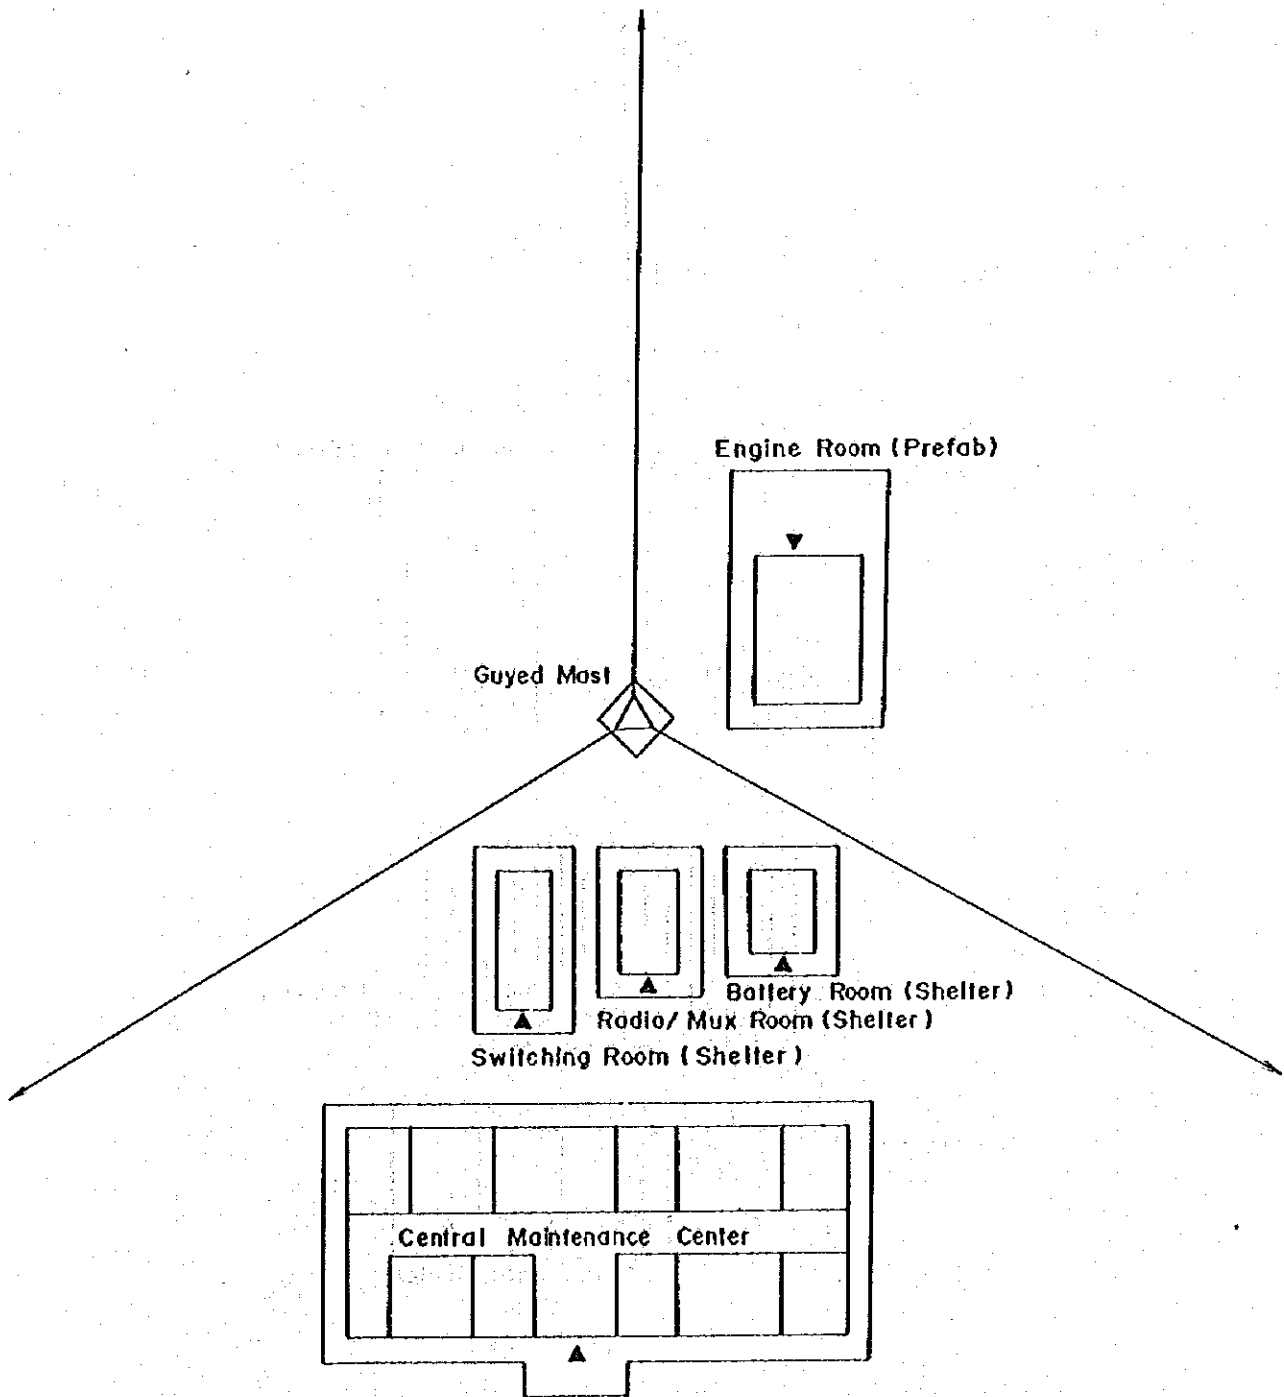 Engine Room (Prefab)
Guyed Mast
Battery Room (Shelter)
Radio/ Mux Room (Shelter)
Switching Room (Shelter)
Central Maintenance Center